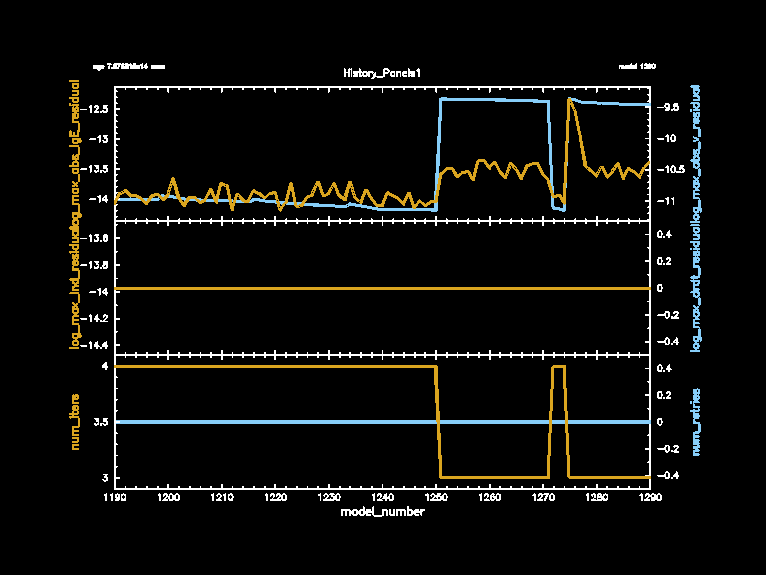 History_Panels1
model 1290
log_max_abs_lgE_residual
-12.5
-13
-13.5
-14
-9.5
-10
-10.5
-11
log_max_abs_v_residual
log_max_lnd_residual
-13.6
-13.8
-14
-14.2
-14.4
0.4
0.2
0
-0.2
-0.4
log_max_drdt_residual
num_iters
4
3.5
3
0.4
0.2
0
-0.2
-0.4
num_retries
1190 1200 1210 1220 1230 1240 1250 1260 1270 1280 1290
model_number